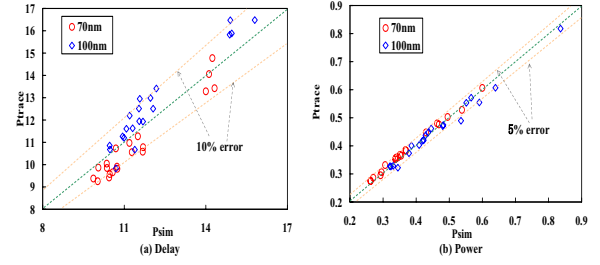 17
16
15
14
13
12
11
10
9
8
Ptrace
70nm
100nm
10% error
8
11
14
17
Psim
(a) Delay
0.9
0.8
0.7
0.6
0.5
0.4
0.3
0.2
Ptrace
70nm
100nm
5% error
0.2
0.3
0.4
0.5
0.6
0.7
0.8
0.9
Psim
(b) Power